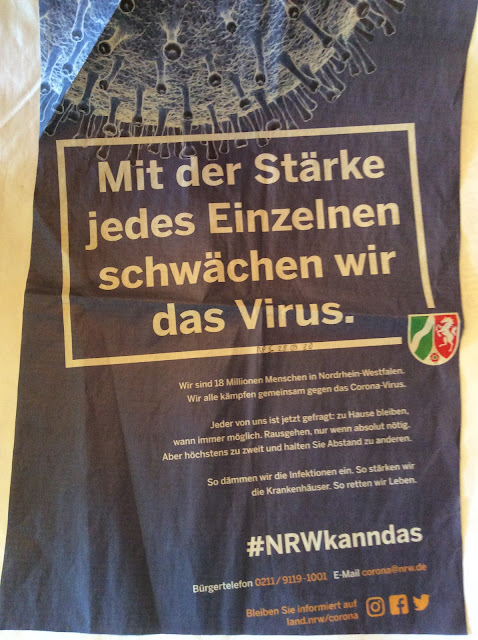 Mit der Stärke
jedes Einzelnen
schwächen wir
das Virus.
Wir sind 18 Millionen Menschen in Nordrhein-Westfalen.
Wir alle kämpfen gemeinsam gegen das Corona-Virus.
Jeder von uns ist jetzt gefragt: zu Hause bleiben,
wann immer möglich. Rausgehen, nur wenn absolut nötig.
Aber höchstens zu zweit und halten Sie Abstand zu anderen.
So dämmen wir die Infektionen ein. So stärken wir
die Krankenhäuser. So retten wir Leben.
#NRWkanndas
Bürgertelefon 0211/9119-1001 E-Mail corona@nrw.de
Bleiben Sie informiert auf
land.nrw/corona